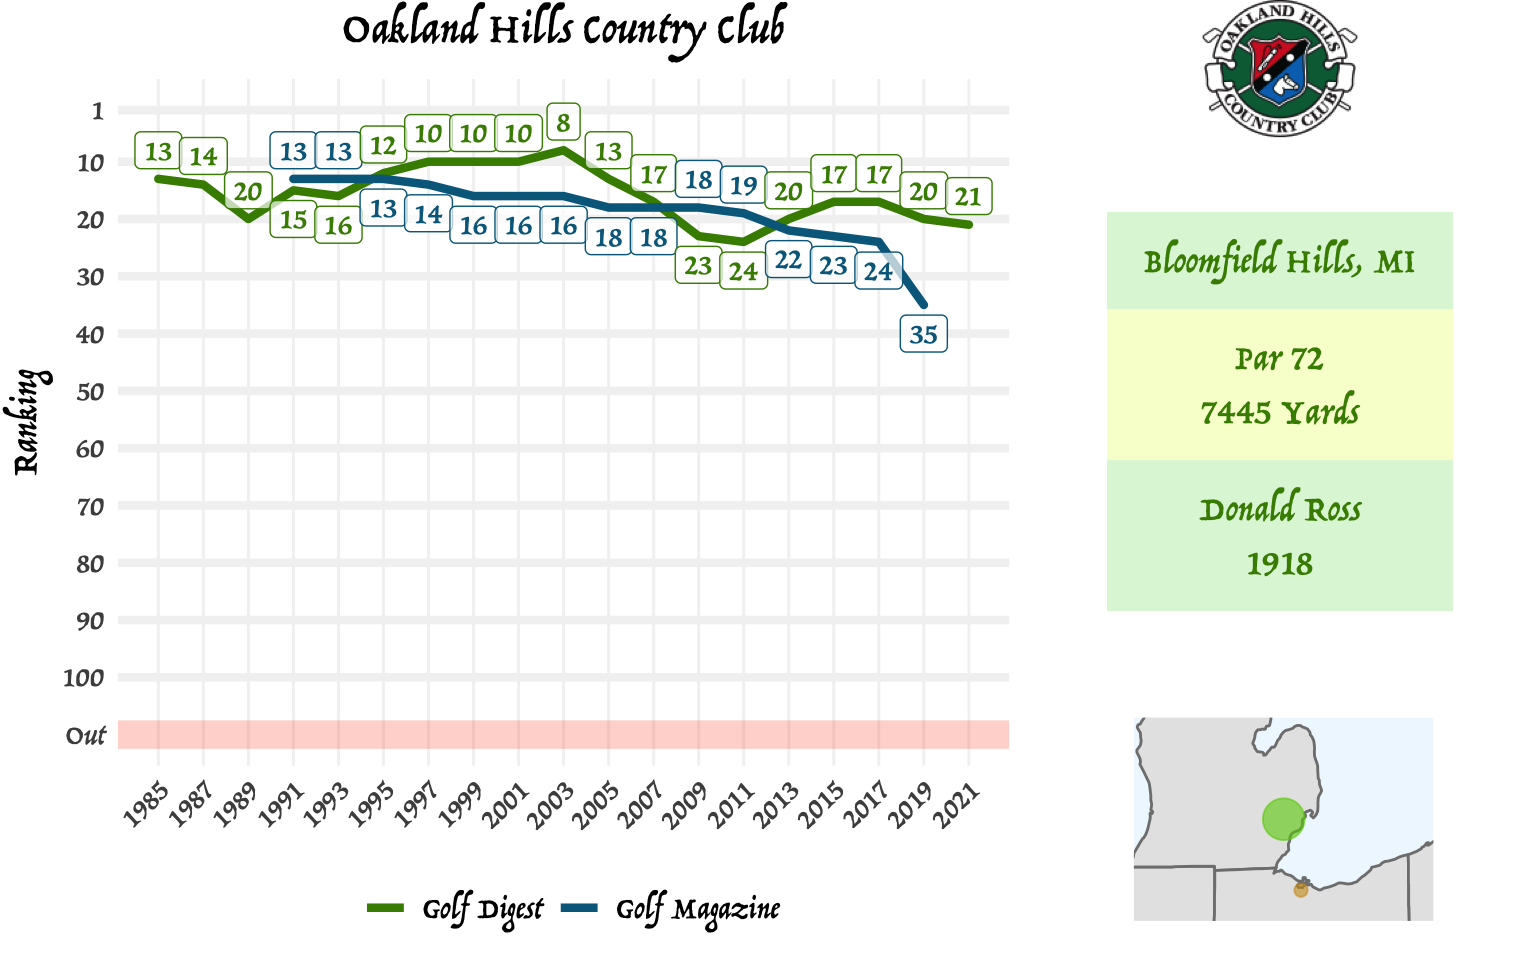 Oakland Hills Country Club
OAKLAND HILLS
COUNTRY CLUB
Ranking
1
10
20
30
40
50
60
70
80
90
100
Out
13 14 20 15 16 12 10 10 10 8 13 17 23 24 20 17 17 20 21
13 13 13 14 16 16 16 18 18 18 19 22 23 24 35
1985 1987 1989 1991 1993 1995 1997 1999 2001 2003 2005 2007 2009 2011 2013 2015 2017 2019 2021
Golf Digest Golf Magazine
Bloomfield Hills, MI
Par 72
7445 Yards
Donald Ross
1918